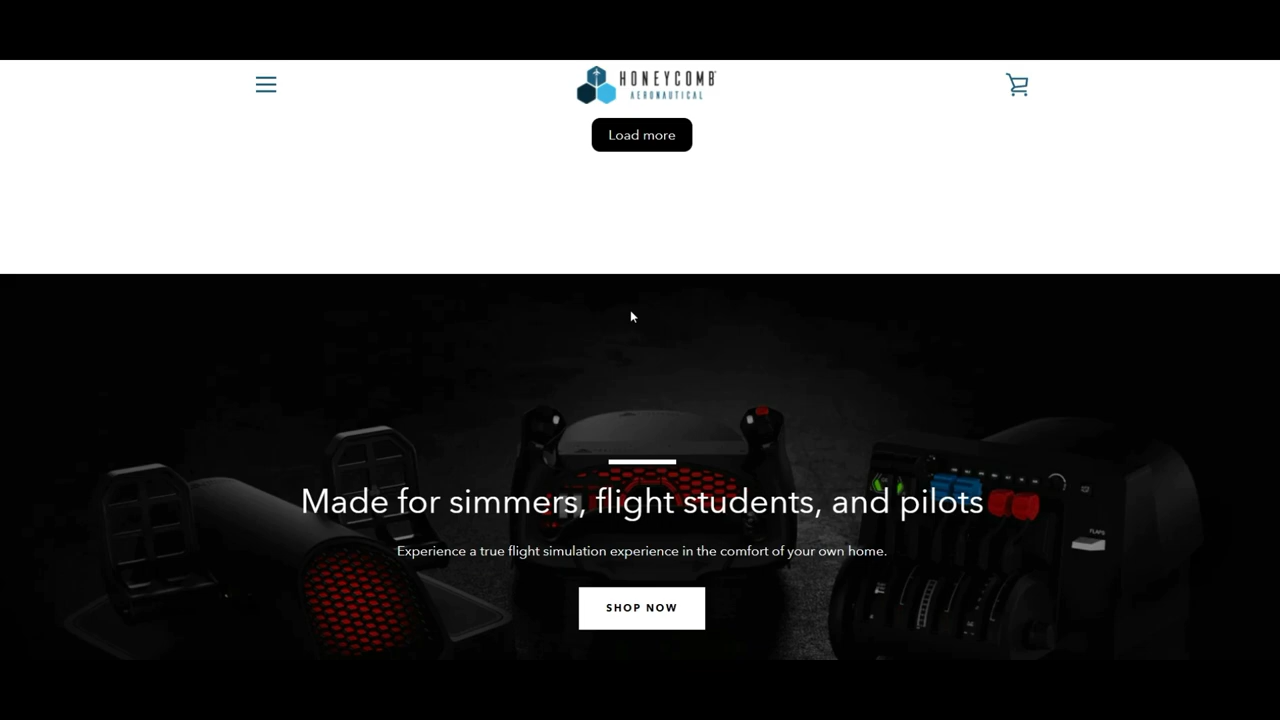 HONEYCOMB
AERONAUTICAL
Load more
Made for simmers, flight students, and pilots
Experience a true flight simulation experience in the comfort of your own home.
FLAPS
SHOP NOW